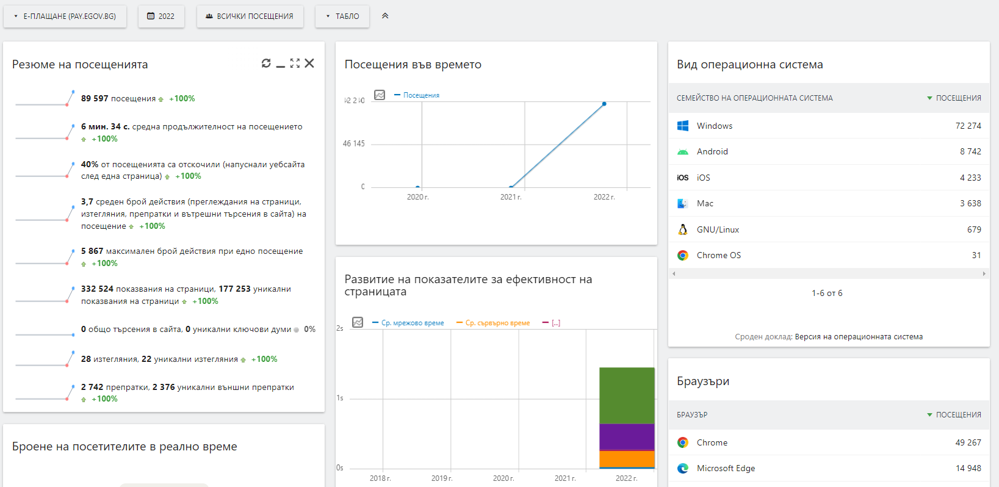 Е-ПЛАЩАНЕ (PAY.EGOV.BG)
2022
ВСИЧКИ ПОСЕЩЕНИЯ
ТАБЛО
Резюме на посещенията
89 597 посещения +100%
6 мин. 34 с. средна продължителност на посещението
+100%
40% от посещенията са отскочили (напуснали уебсайта
след една страница) +100%
3,7 среден брой действия (преглеждания на страници,
изтегляния, препратки и вътрешни търсения в сайта) на
посещение +100%
5 867 максимален брой действия при едно посещение
+100%
332 524 показвания на страници, 177 253 уникални
показвания на страници +100%
0 общо търсения в сайта, 0 уникални ключови думи 0%
28 изтегляния, 22 уникални изтегляния +100%
2 742 препратки, 2 376 уникални външни препратки
+100%
Броене на посетителите в реално време
Посещения във времето
Посещения
46 145
0
2020 г.
2021 г.
2022 г.
Развитие на показателите за ефективност на
страницата
Ср. мрежово време
Ср. сървърно време
[...]
2s
1s
0s
2018 г.
2019 г.
2020 г.
2021 г.
2022 г.
Вид операционна система
СЕМЕЙСТВО НА ОПЕРАЦИОННАТА СИСТЕМА ПОСЕЩЕНИЯ
Windows 72 274
Android 8 742
iOS iOS 4 233
Mac 3 638
GNU/Linux 679
Chrome OS 31
1-6 от 6
Сроден доклад: Версия на операционната система
Браузъри
БРАУЗЪР ПОСЕЩЕНИЯ
Chrome 49 267
Microsoft Edge 14 948